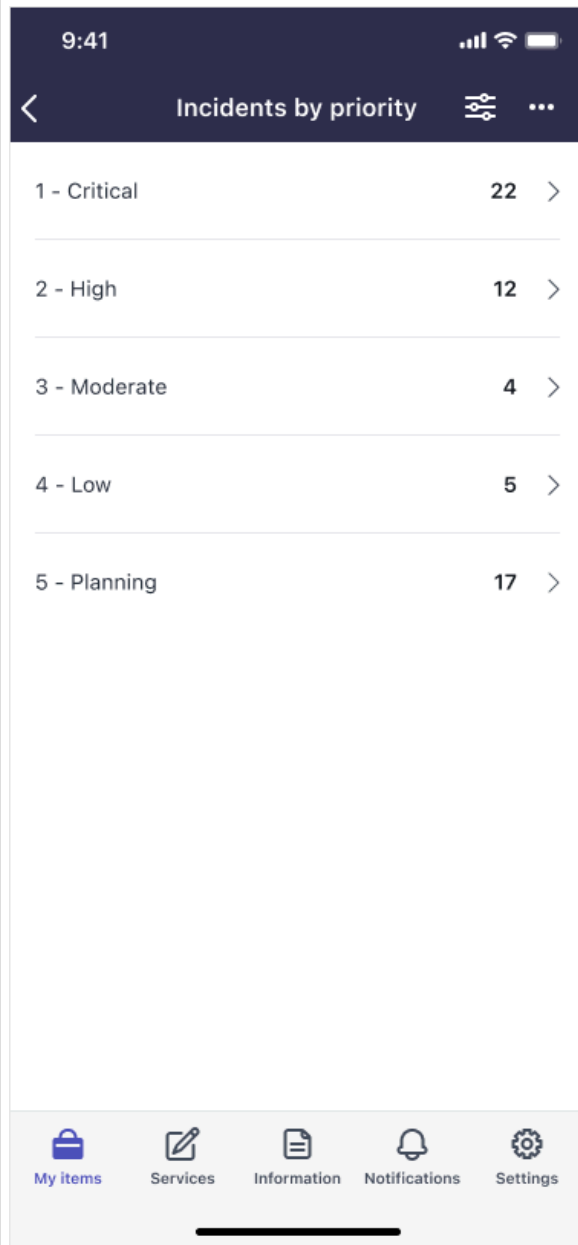 9:41
Incidents by priority
1 - Critical 22
2 - High 12
3 - Moderate 4
4 - Low 5
5 - Planning 17
My items Services Information Notifications Settings